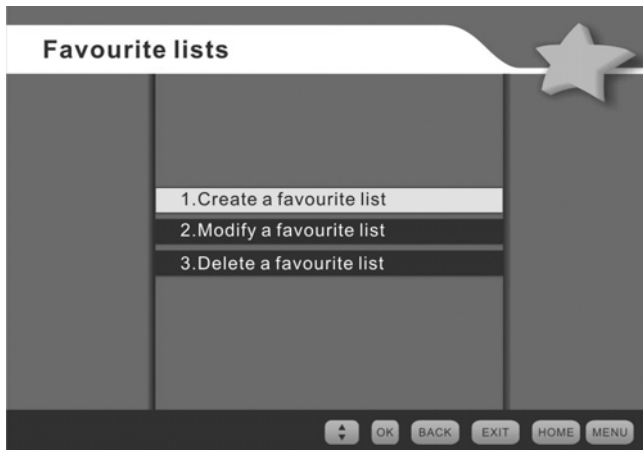 Favourite lists
1.Create a favourite list
2.Modify a favourite list
3.Delete a favourite list
OK BACK EXIT HOME MENU